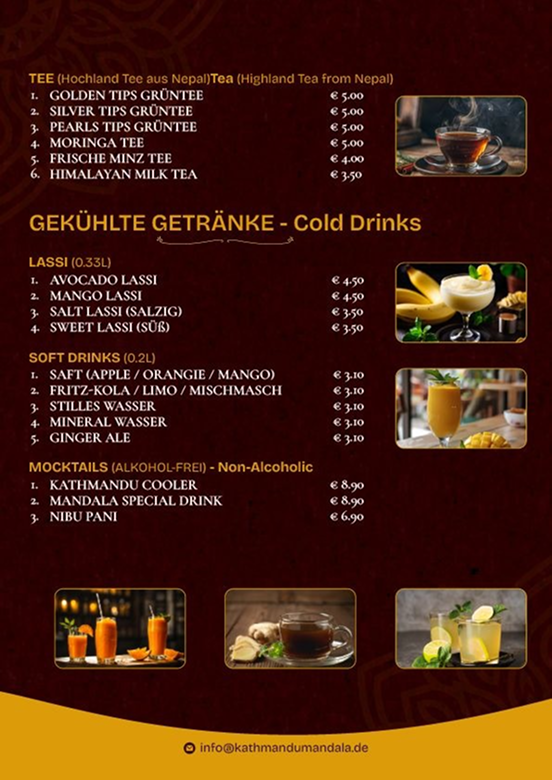 TEE (Hochland Tee aus Nepal)Tea (Highland Tea from Nepal)
1. GOLDEN TIPS GRÜNTEE € 5.00
2. SILVER TIPS GRÜNTEE € 5.00
3. PEARLS TIPS GRÜNTEE € 5.00
4. MORINGA TEE € 5.00
5. FRISCHE MINZ TEE € 4.00
6. HIMALAYAN MILK TEA € 3.50
GEKÜHLTE GETRÄNKE - Cold Drinks
LASSI (0.33L)
1. AVOCADO LASSI € 4.50
2. MANGO LASSI € 4.50
3. SALT LASSI (SALZIG) € 3.50
4. SWEET LASSI (SÜß) € 3.50
SOFT DRINKS (0.2L)
1. SAFT (APPLE / ORANGIE / MANGO) € 3.10
2. FRITZ-KOLA / LIMO / MISCHMASCH € 3.10
3. STILLES WASSER € 3.10
4. MINERAL WASSER € 3.10
5. GINGER ALE € 3.10
MOCKTAILS (ALKOHOL-FREI) - Non-Alcoholic
1. KATHMANDU COOLER € 8.90
2. MANDALA SPECIAL DRINK € 8.90
3. NIBU PANI € 6.90
info@kathmandumandala.de